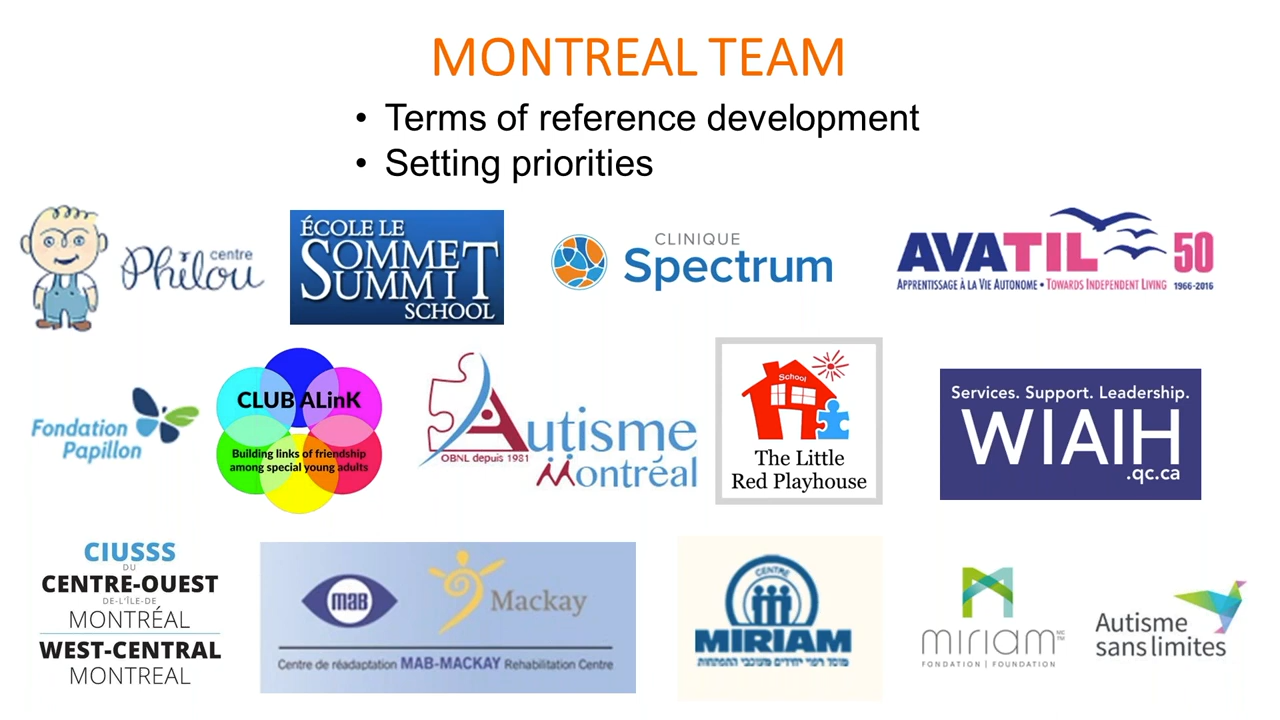 MONTREAL TEAM
• Terms of reference development
• Setting priorities
centre
Philou
ÉCOLE LE
SOMMET
SUMMIT
SCHOOL
CLINIQUE
Spectrum
AVATIL 50
APPRENTISSAGE À LA VIE AUTONOME • TOWARDS INDEPENDENT LIVING 1966-2016
Fondation
Papillon
CLUB ALinK
Building links of friendship
among special young adults
Autisme
OBNL depuis 1981
Montréal
School
The Little
Red Playhouse
Services. Support. Leadership.
WIAIH
.qc.ca
CIUSSS
DU
CENTRE-OUEST
DE-L'ÎLE-DE
MONTRÉAL
WEST-CENTRAL
MONTREAL
MAB
Mackay
Centre de réadaptation MAB-MACKAY Rehabilitation Centre
CENTRE
MIRIAM
miriam MC TM
FONDATION | FOUNDATION
Autisme
sans limites